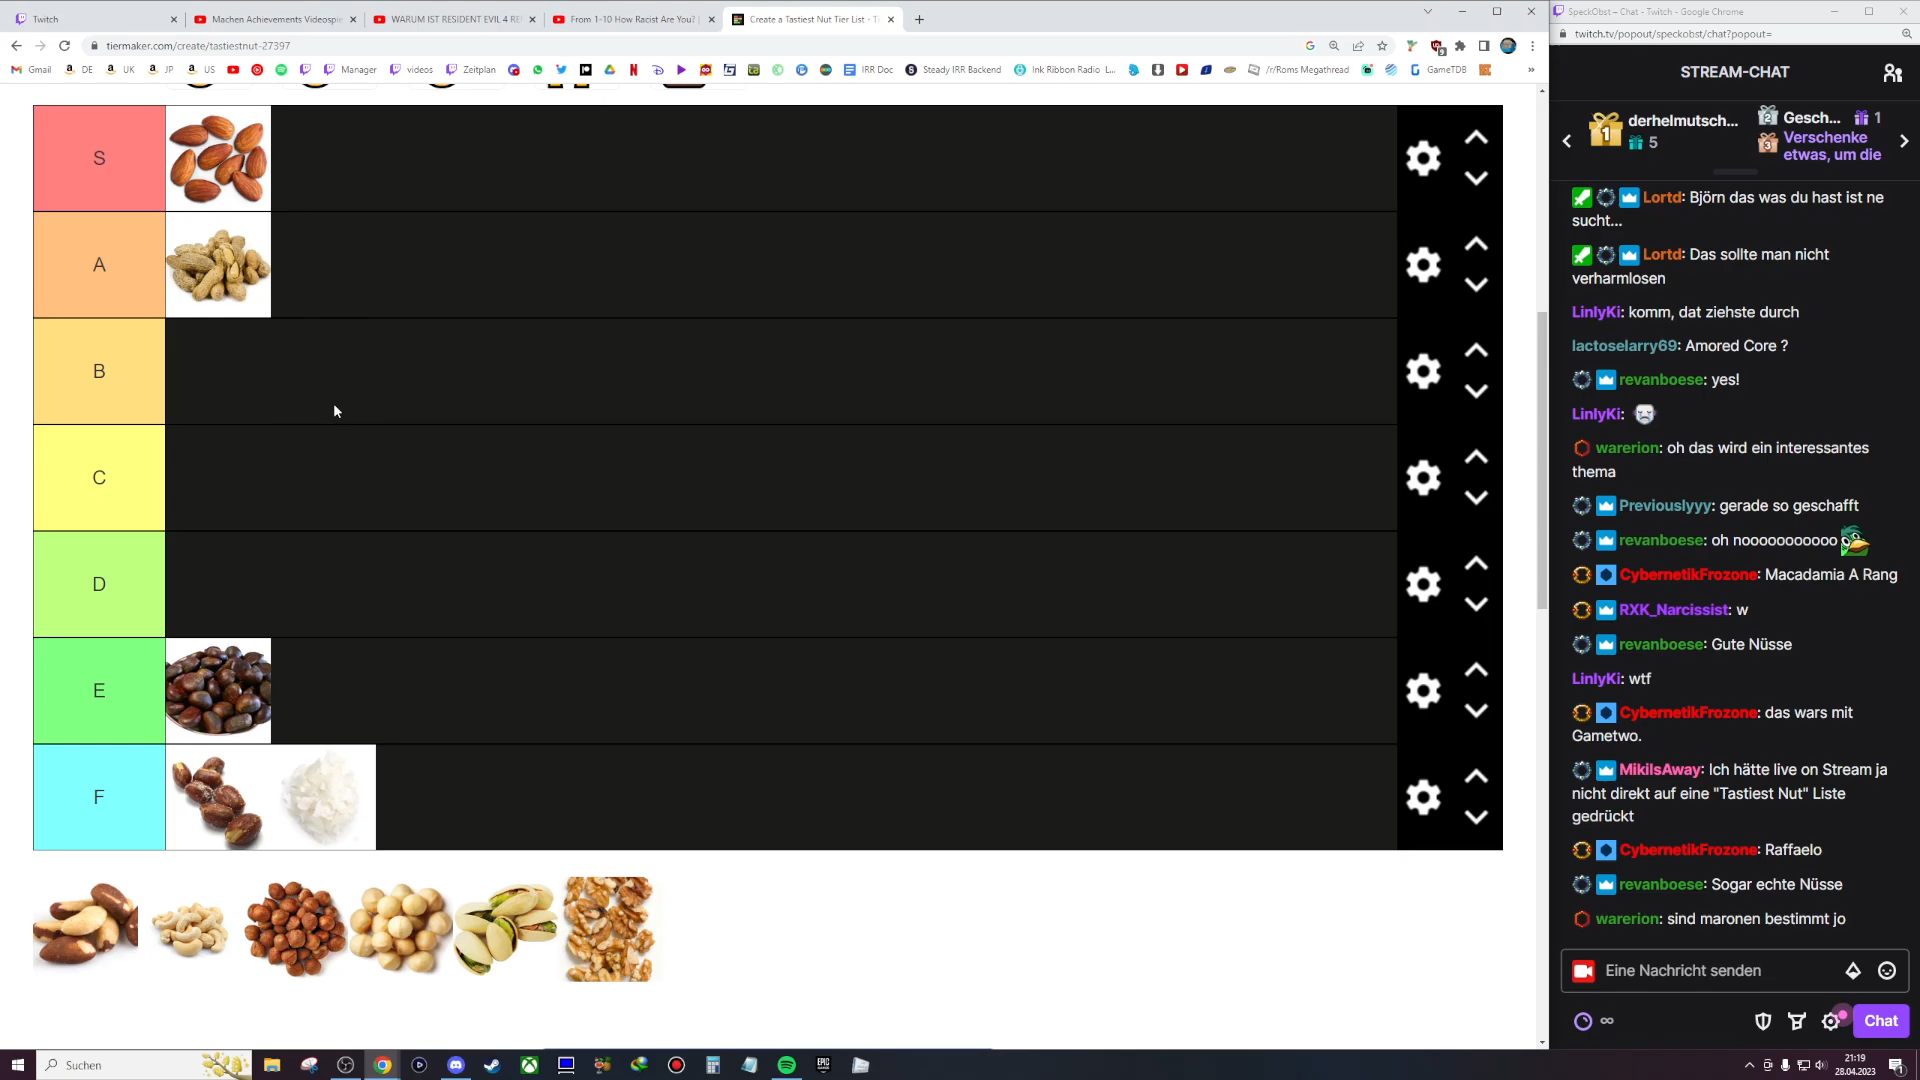 Twitch
Machen Achievements Videospie
WARUM IST RESIDENT EVIL 4 RE
From 1-10 How Racist Are You? |
Create a Tastiest Nut Tier List - Ti
tiermaker.com/create/tastiestnut-27397
Gmail
DE
UK
JP
US
Manager
videos
Zeitplan
IRR Doc
Steady IRR Backend
Ink Ribbon Radio L...
/r/Roms Megathread
GameTDB
S
A
B
C
D
E
F
SpeckObst – Chat - Twitch - Google Chrome
twitch.tv/popout/speckobst/chat?popout=
STREAM-CHAT
1
derhelmutsch...
5
2
Gesch...
1
3
Verschenke
etwas, um die
Lortd: Björn das was du hast ist ne
sucht...
Lortd: Das sollte man nicht
verharmlosen
LinlyKi: komm, dat ziehste durch
lactoselarry69: Amored Core ?
revanboese: yes!
LinlyKi:
warerion: oh das wird ein interessantes
thema
Previouslyyy: gerade so geschafft
revanboese: oh nooooooooooo
CybernetikFrozone: Macadamia A Rang
RXK_Narcissist: w
revanboese: Gute Nüsse
LinlyKi: wtf
CybernetikFrozone: das wars mit
Gametwo.
MikiIsAway: Ich hätte live on Stream ja
nicht direkt auf eine "Tastiest Nut" Liste
gedrückt
CybernetikFrozone: Raffaelo
revanboese: Sogar echte Nüsse
warerion: sind maronen bestimmt jo
Eine Nachricht senden
Chat
Suchen
21:19
28.04.2023